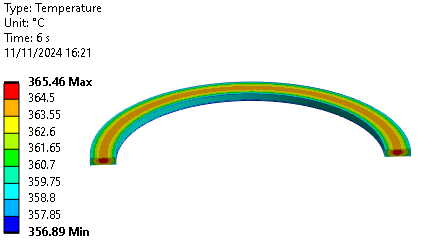 Type: Temperature
Unit: °C
Time: 6 s
11/11/2024 16:21
365.46 Max
364.5
363.55
362.6
361.65
360.7
359.75
358.8
357.85
356.89 Min